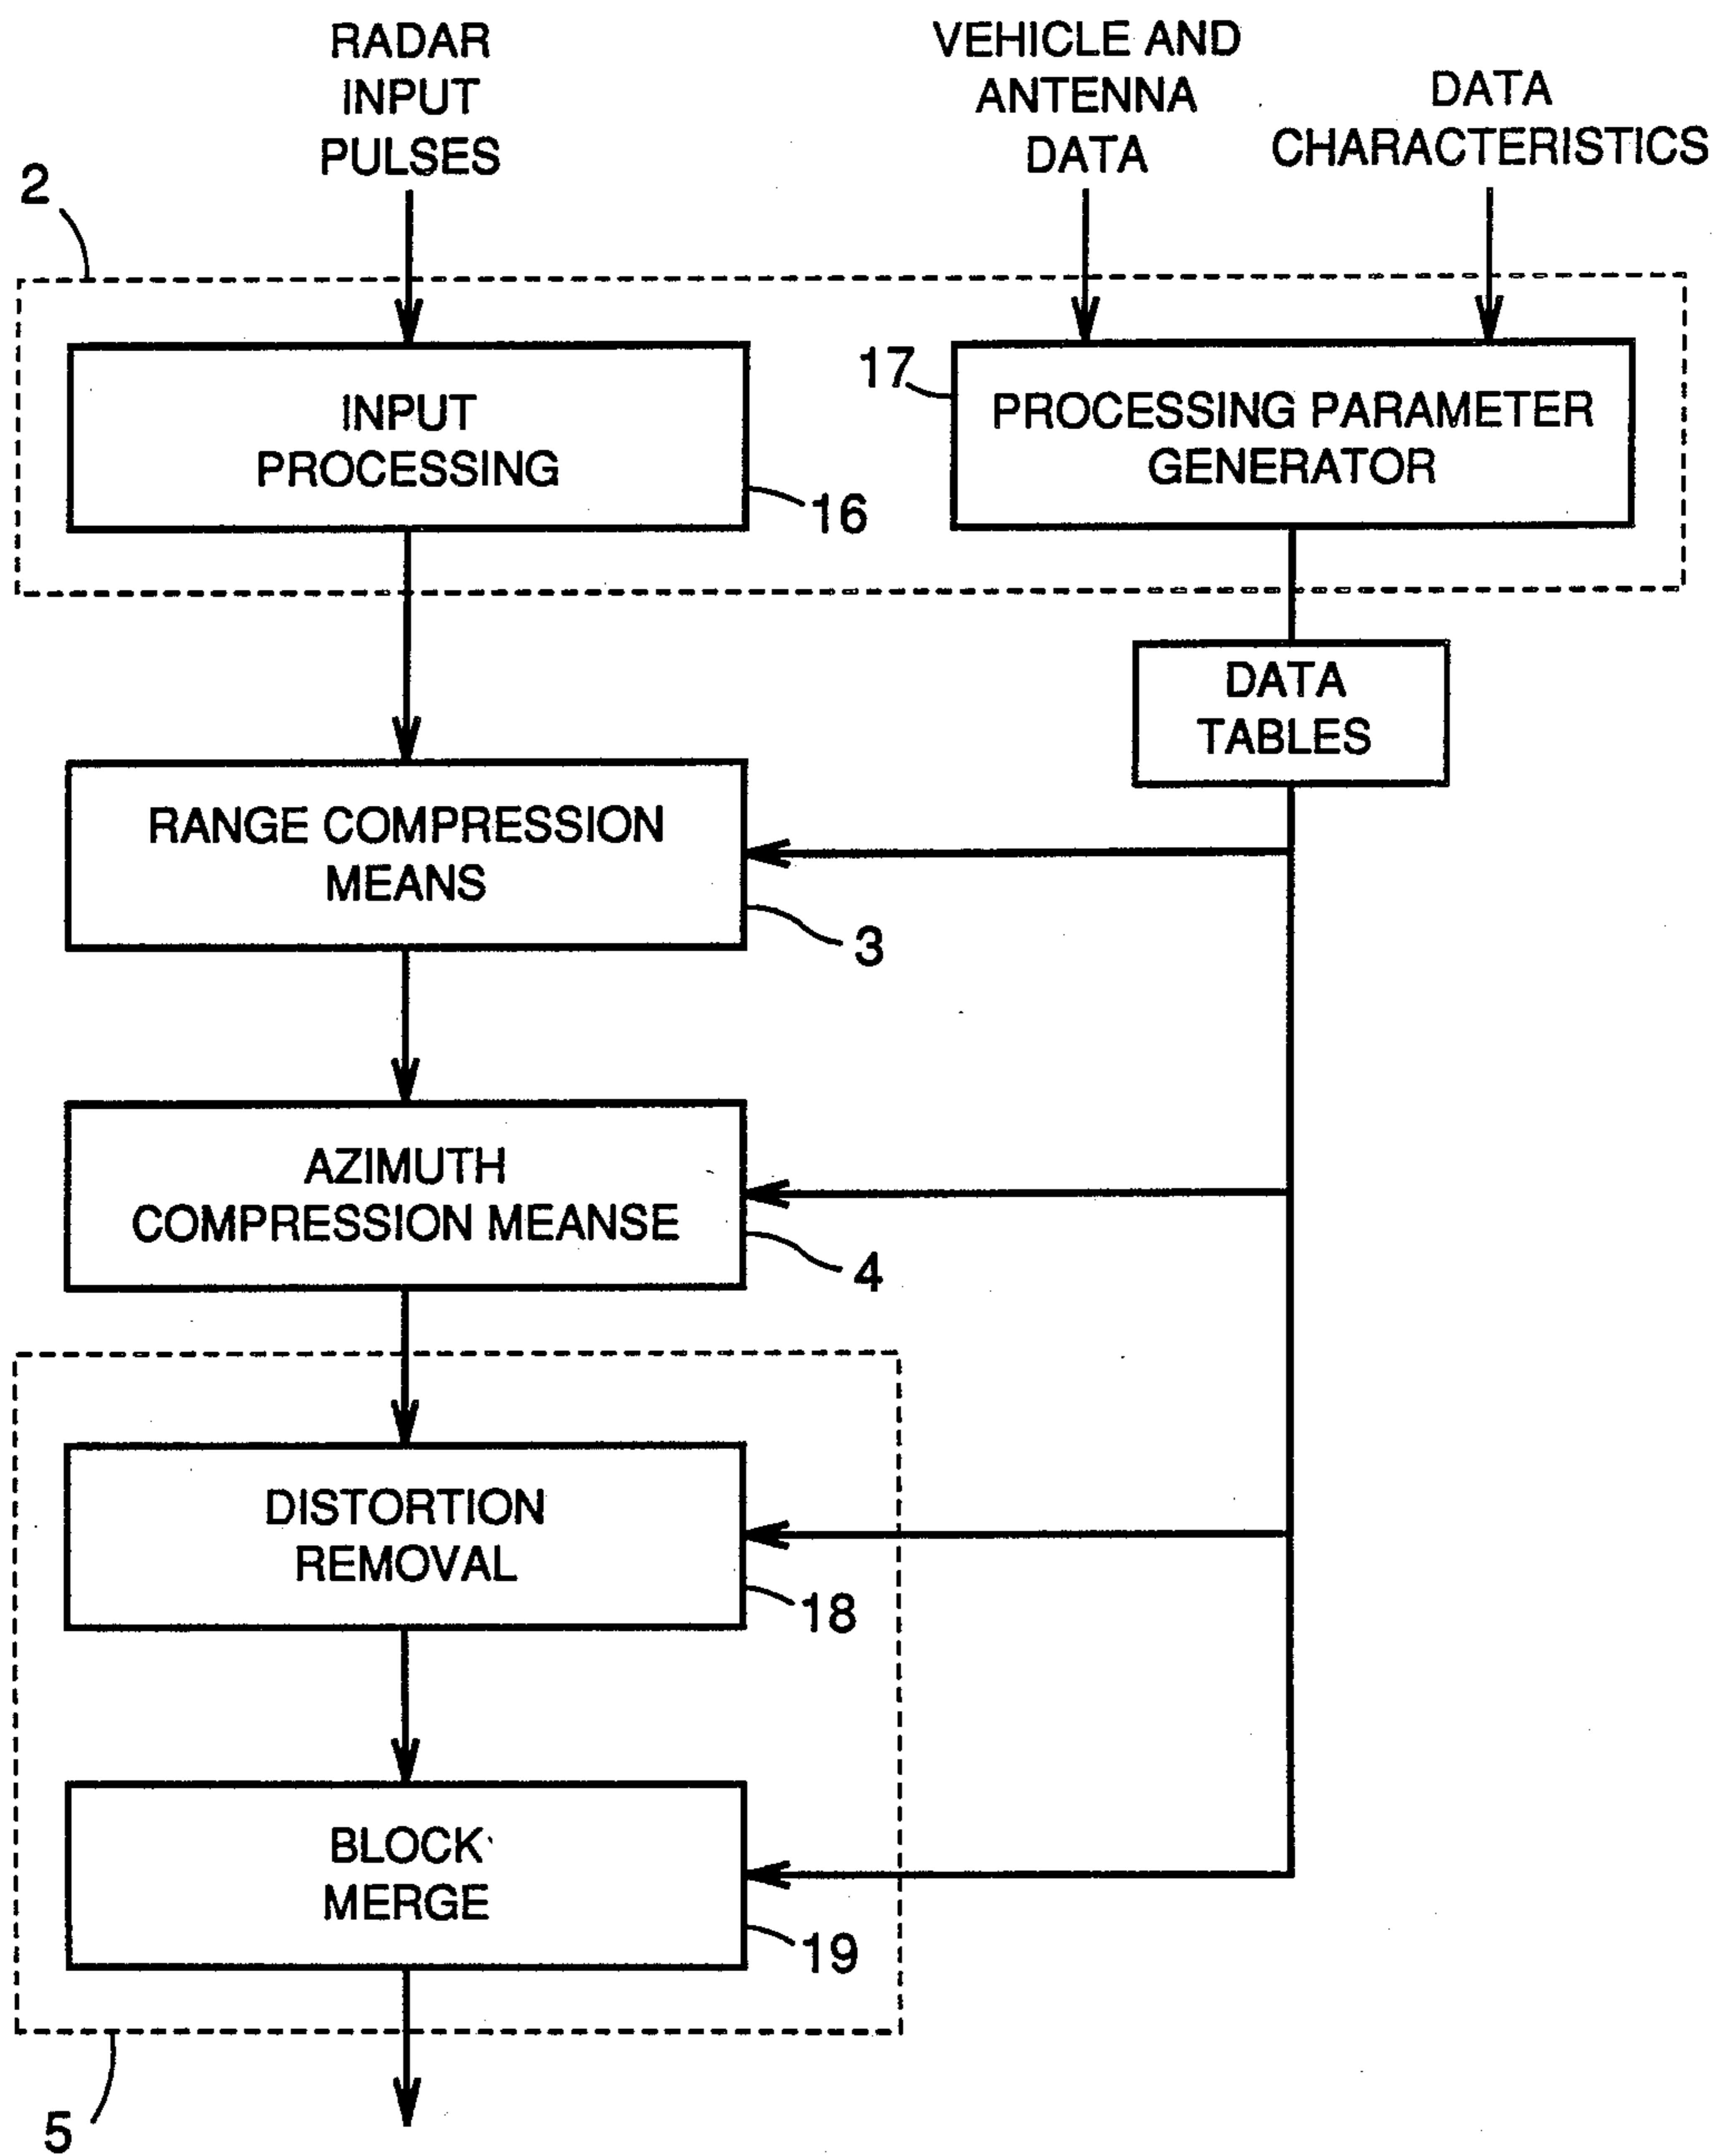 RADAR
INPUT
PULSES
VEHICLE AND
ANTENNA
DATA
DATA
CHARACTERISTICS
2
INPUT
PROCESSING
16
17
PROCESSING PARAMETER
GENERATOR
DATA
TABLES
RANGE COMPRESSION
MEANS
3
AZIMUTH
COMPRESSION MEANSE
4
DISTORTION
REMOVAL
18
BLOCK
MERGE
19
5